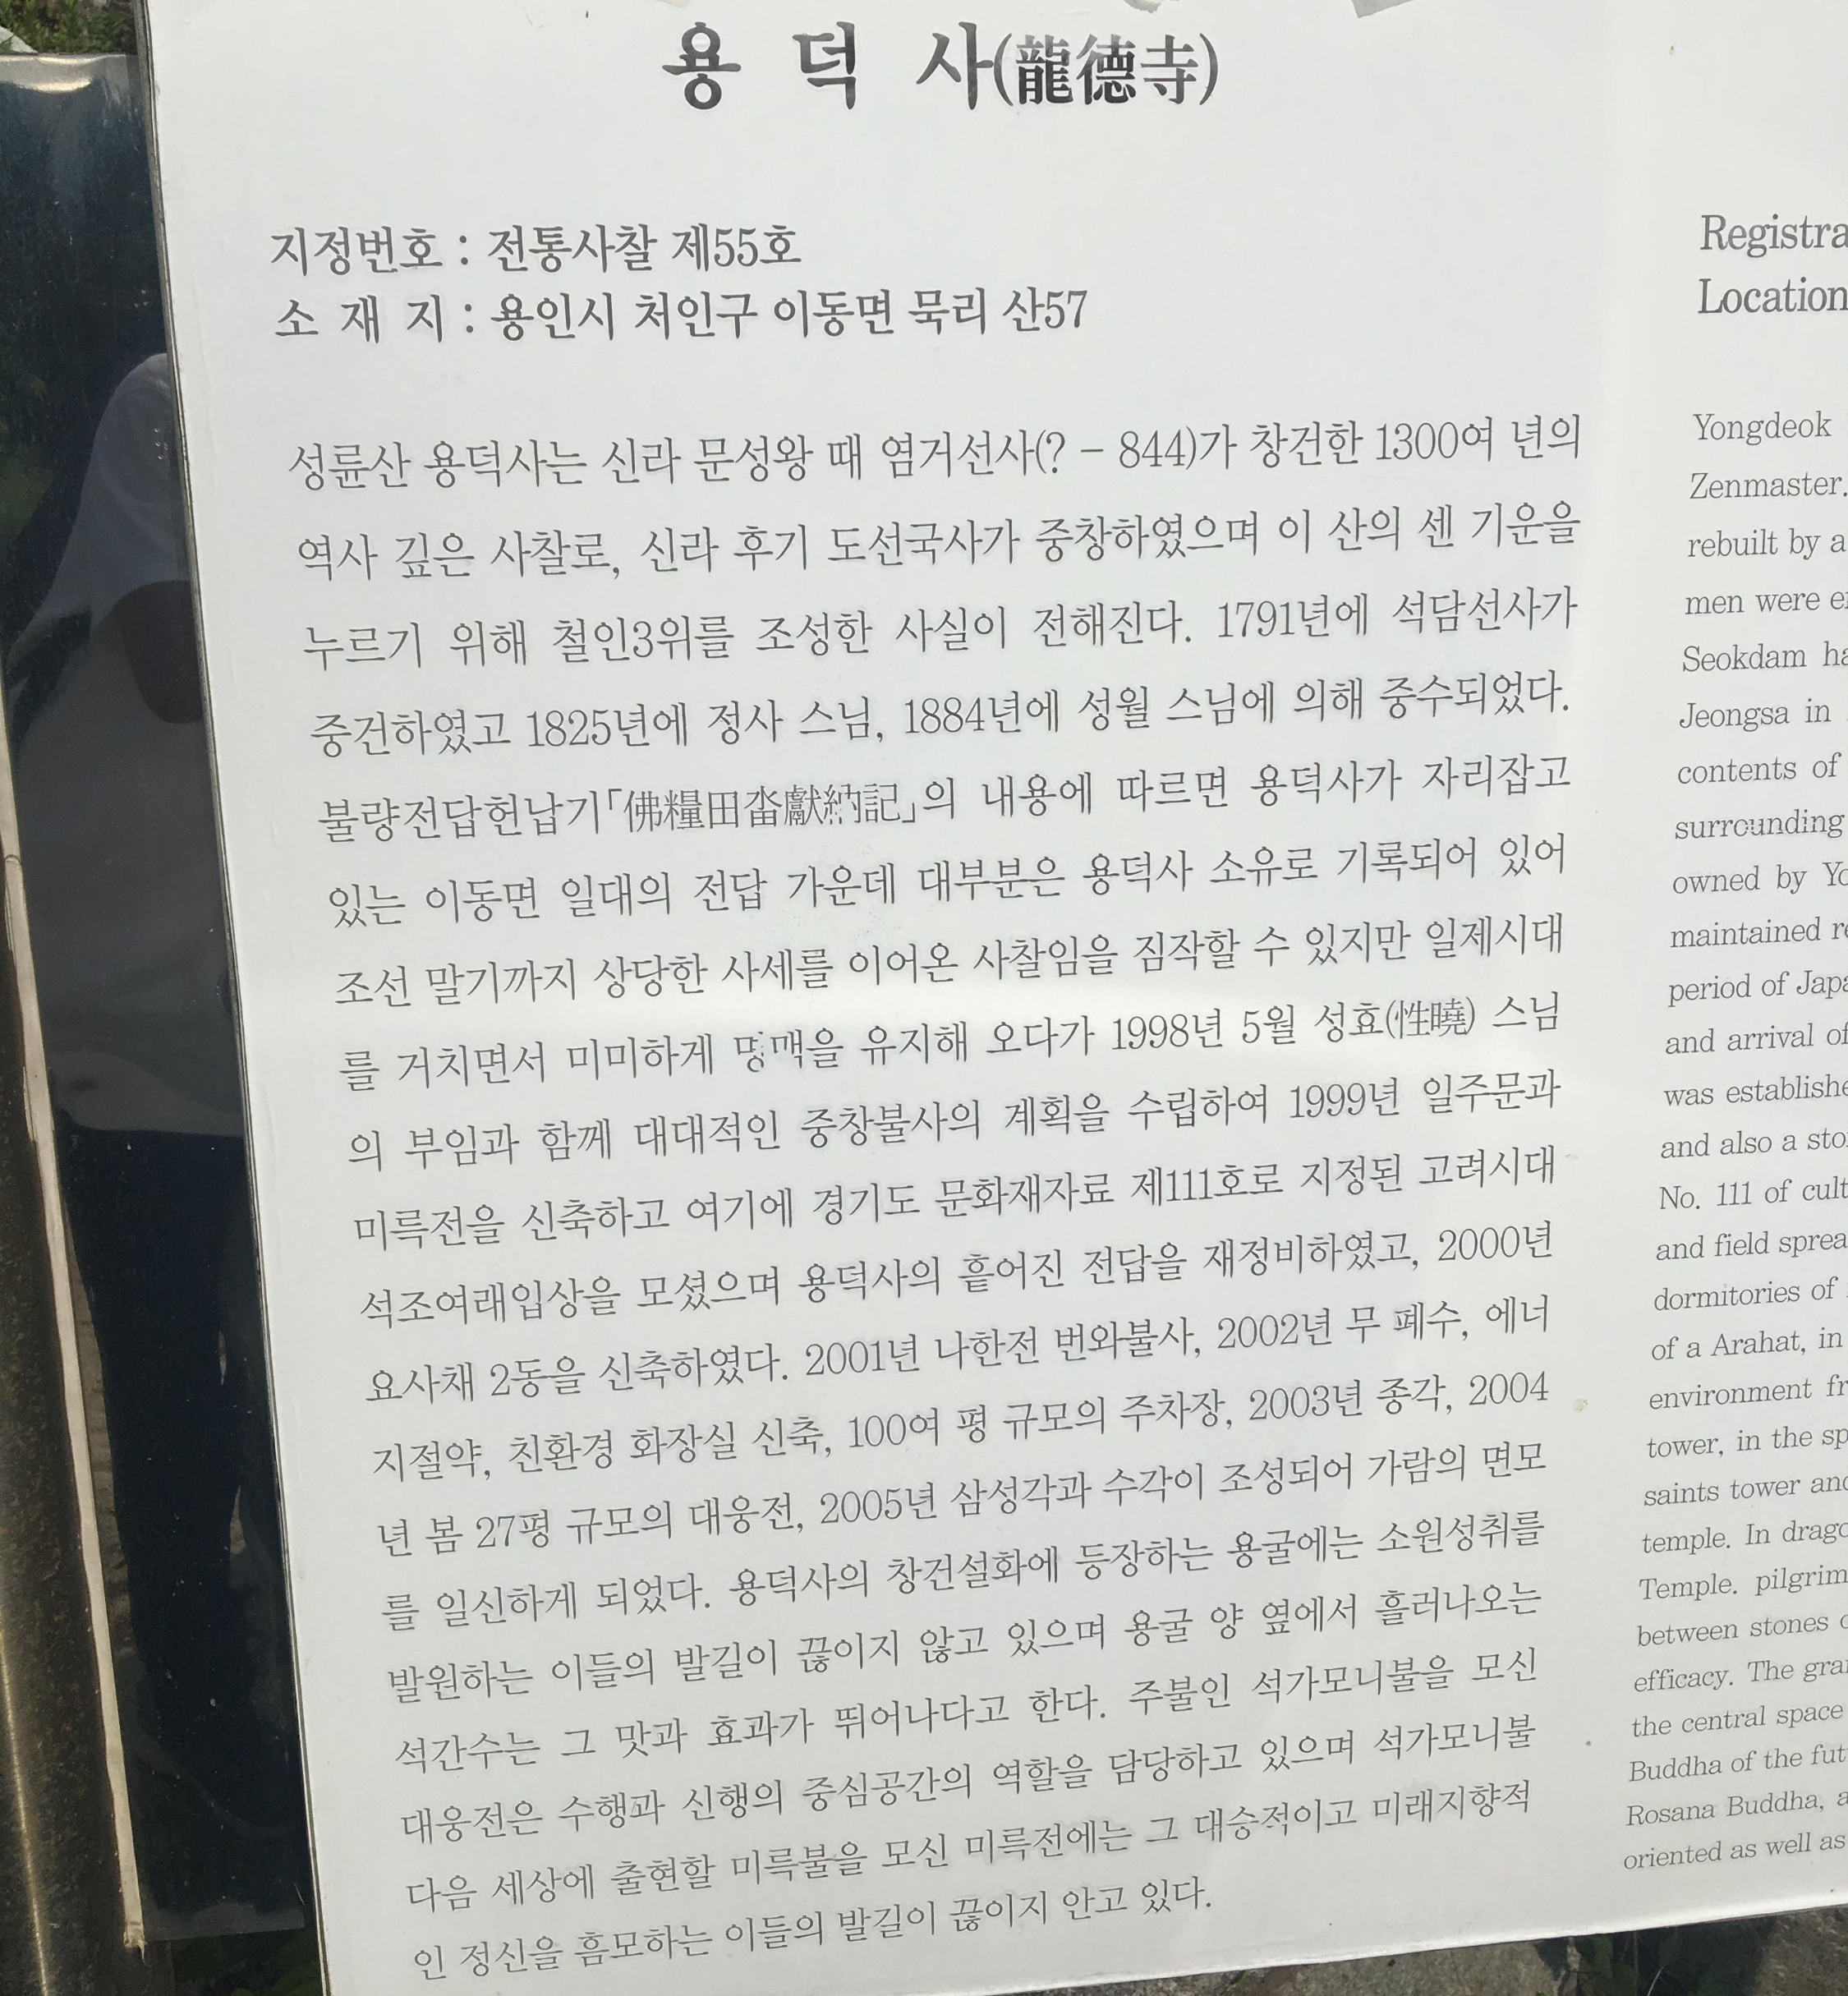 용 덕 사(龍德寺)
지정번호 : 전통사찰 제55호
소 재 지 : 용인시 처인구 이동면 묵리 산57
성륜산 용덕사는 신라 문성왕 때 염거선사(? - 844)가 창건한 1300여 년의
역사 깊은 사찰로, 신라 후기 도선국사가 중창하였으며 이 산의 센 기운을
누르기 위해 철인3위를 조성한 사실이 전해진다. 1791년에 석담선사가
중건하였고 1825년에 정사 스님, 1884년에 성월 스님에 의해 중수되었다.
불량전답헌납기「佛糧田畓獻納記」의 내용에 따르면 용덕사가 자리잡고
있는 이동면 일대의 전답 가운데 대부분은 용덕사 소유로 기록되어 있어
조선 말기까지 상당한 사세를 이어온 사찰임을 짐작할 수 있지만 일제시대
를 거치면서 미미하게 명맥을 유지해 오다가 1998년 5월 성효(性曉) 스님
의 부임과 함께 대대적인 중창불사의 계획을 수립하여 1999년 일주문과
미륵전을 신축하고 여기에 경기도 문화재자료 제111호로 지정된 고려시대
석조여래입상을 모셨으며 용덕사의 흩어진 전답을 재정비하였고, 2000년
요사채 2동을 신축하였다. 2001년 나한전 번와불사, 2002년 무 폐수, 에너
지절약, 친환경 화장실 신축, 100여 평 규모의 주차장, 2003년 종각, 2004
년 봄 27평 규모의 대웅전, 2005년 삼성각과 수각이 조성되어 가람의 면모
를 일신하게 되었다. 용덕사의 창건설화에 등장하는 용굴에는 소원성취를
발원하는 이들의 발길이 끊이지 않고 있으며 용굴 양 옆에서 흘러나오는
석간수는 그 맛과 효과가 뛰어나다고 한다. 주불인 석가모니불을 모신
대웅전은 수행과 신행의 중심공간의 역할을 담당하고 있으며 석가모니불
다음 세상에 출현할 미륵불을 모신 미륵전에는 그 대승적이고 미래지향적
인 정신을 흠모하는 이들의 발길이 끊이지 안고 있다.
Registra
Location
Yongdeok
Zenmaster.
rebuilt by a
men were e
Seokdam ha
Jeongsa in
contents of
surrounding
owned by Yo
maintained re
period of Japa
and arrival of
was establishe
and also a sto
No. 111 of cult
and field sprea
dormitories of
of a Arahat, in
environment fr
tower, in the sp
saints tower and
temple. In drago
Temple. pilgrim
between stones
efficacy. The gra
the central space
Buddha of the fut
Rosana Buddha, a
oriented as well as